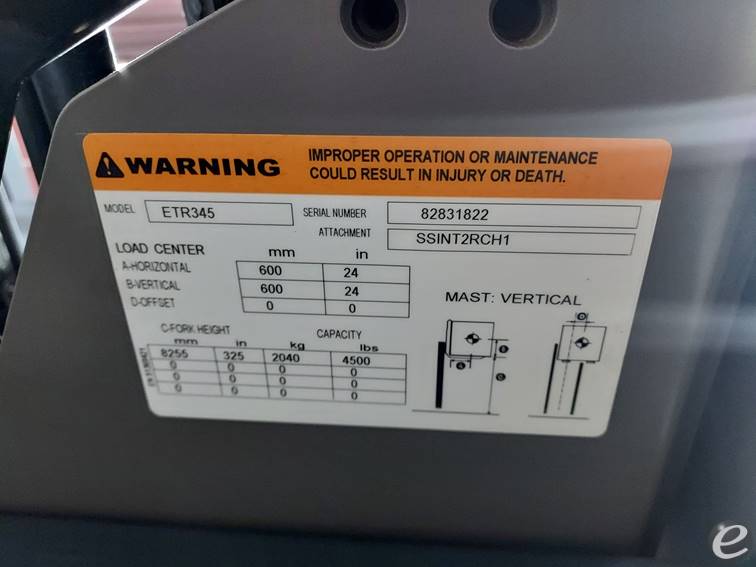 WARNING
IMPROPER OPERATION OR MAINTENANCE
COULD RESULT IN INJURY OR DEATH.
MODEL ETR345 SERIAL NUMBER 82831822
ATTACHMENT SSINT2RCH1
LOAD CENTER mm in
A-HORIZONTAL 600 24
B-VERTICAL 600 24
D-OFFSET 0 0
MAST: VERTICAL
C-FORK HEIGHT CAPACITY
mm in kg lbs
8255 325 2040 4500
0 0 0 0
0 0 0 0
0 0 0 0
D
A
B
C
e